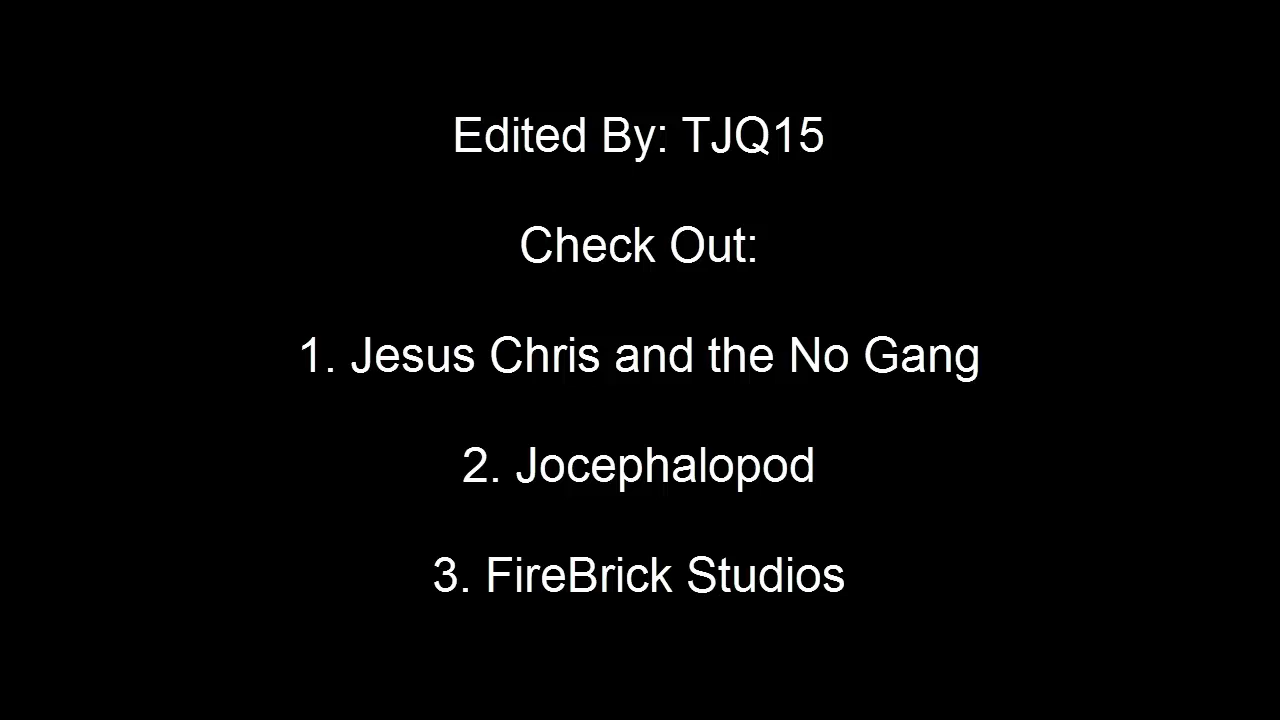 Edited By: TJQ15
Check Out:
1. Jesus Chris and the No Gang
2. Jocephalopod
3. FireBrick Studios